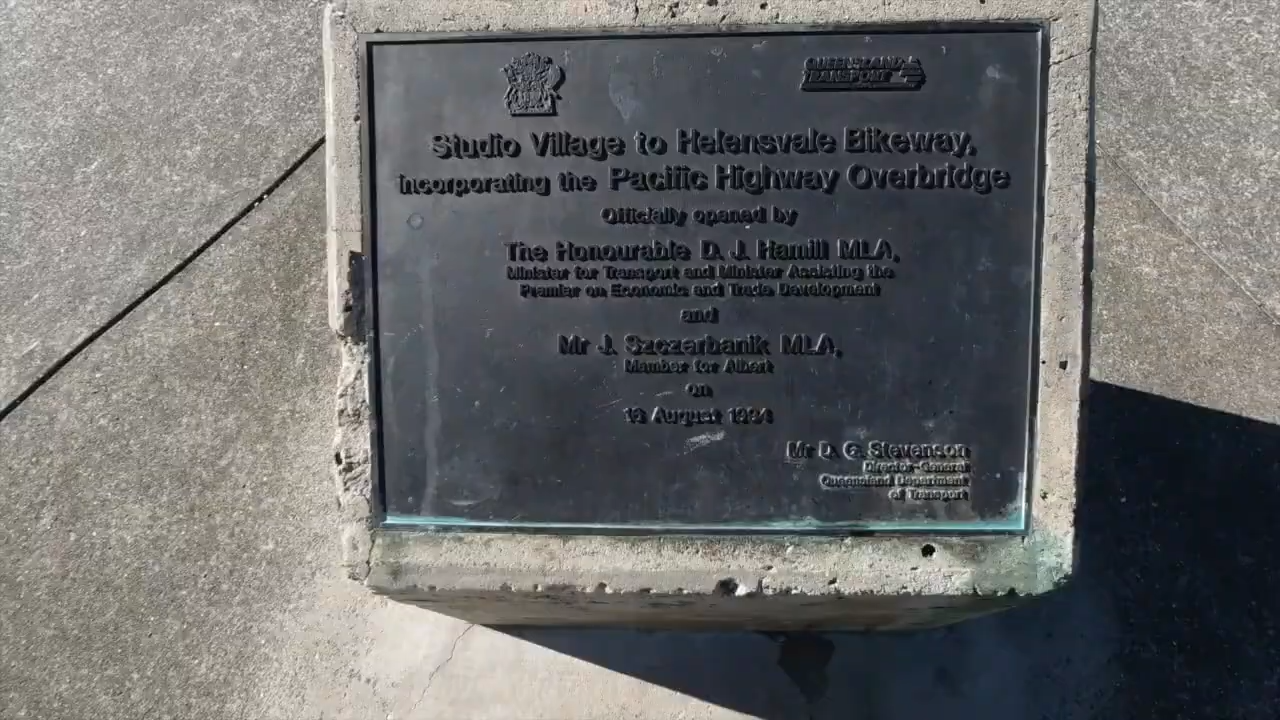 QUEENSLAND
TRANSPORT
Studio Village to Helensvale Bikeway,
incorporating the Pacific Highway Overbridge
Officially opened by
The Honourable D. J. Hamill MLA,
Minister for Transport and Minister Assisting the
Premier on Economic and Trade Development
and
Mr J. Szczerbanik MLA,
Member for Albert
on
August 1994
Mr D. G. Stevenson
Director-General
Queensland Department
of Transport